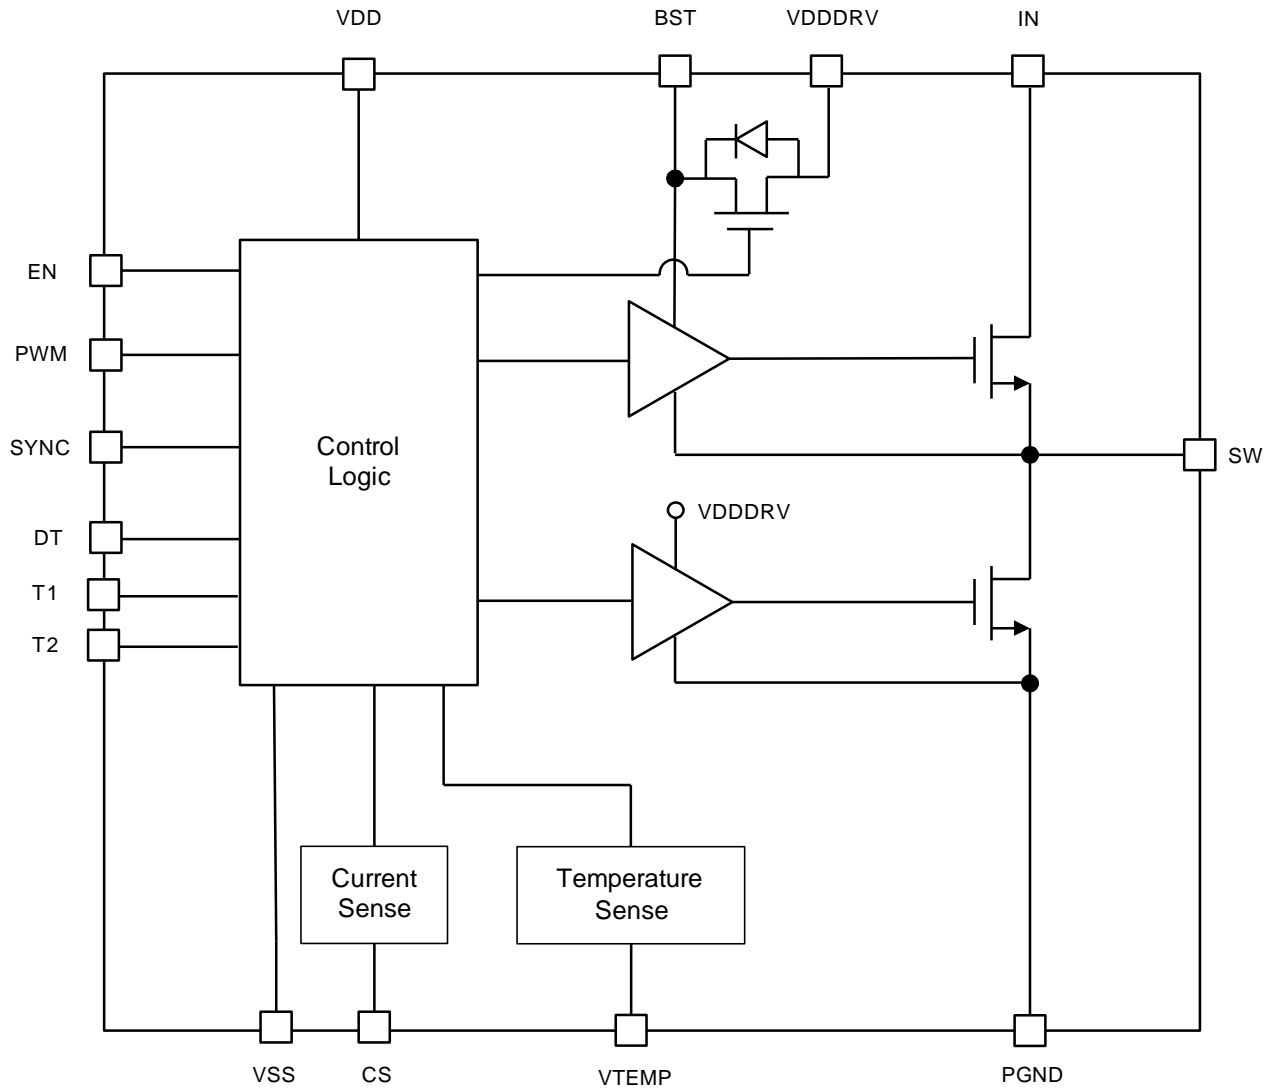 VDD
BST
VDDDRV
IN
EN
PWM
SYNC
Control
Logic
SW
VDDDRV
DT
T1
T2
Current
Sense
Temperature
Sense
VSS
CS
VTEMP
PGND